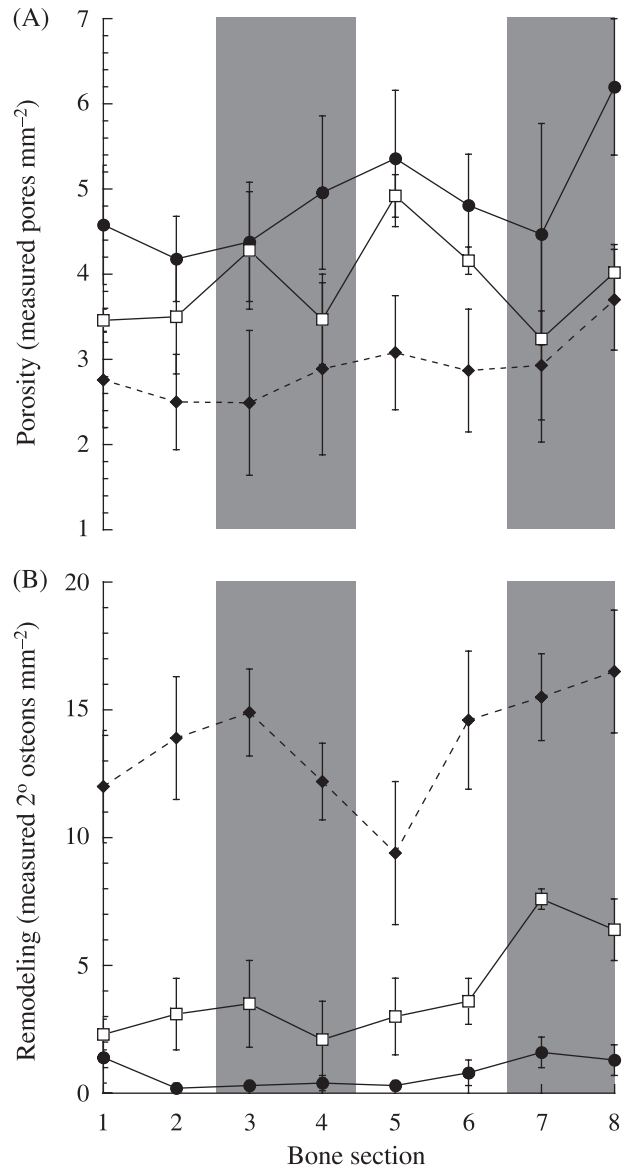 (A)
Porosity (measured pores mm⁻²)
7
6
5
4
3
2
1
(B)
Remodeling (measured 2º osteons mm⁻²)
20
15
10
5
0
1 2 3 4 5 6 7 8
Bone section